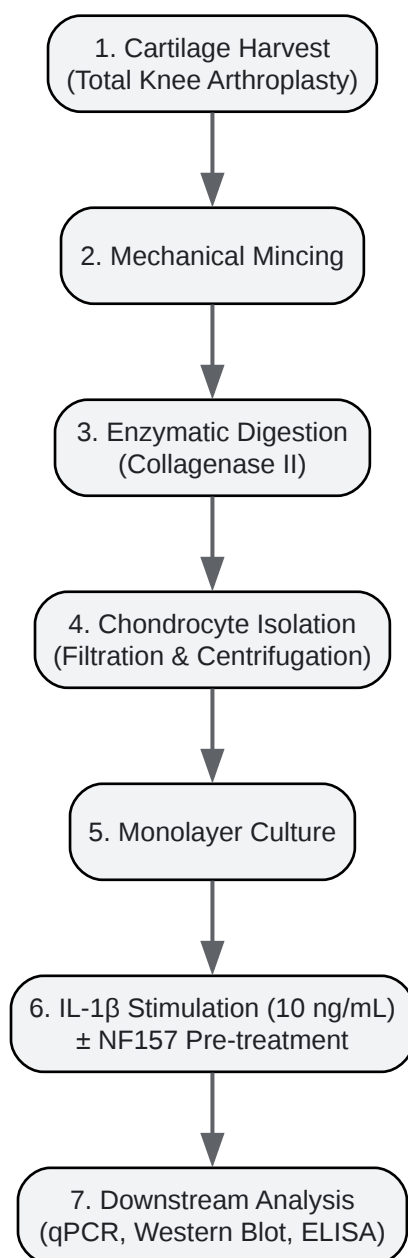 1. Cartilage Harvest
(Total Knee Arthroplasty)
2. Mechanical Mincing
3. Enzymatic Digestion
(Collagenase II)
4. Chondrocyte Isolation
(Filtration & Centrifugation)
5. Monolayer Culture
6. IL-1β Stimulation (10 ng/mL)
± NF157 Pre-treatment
7. Downstream Analysis
(qPCR, Western Blot, ELISA)